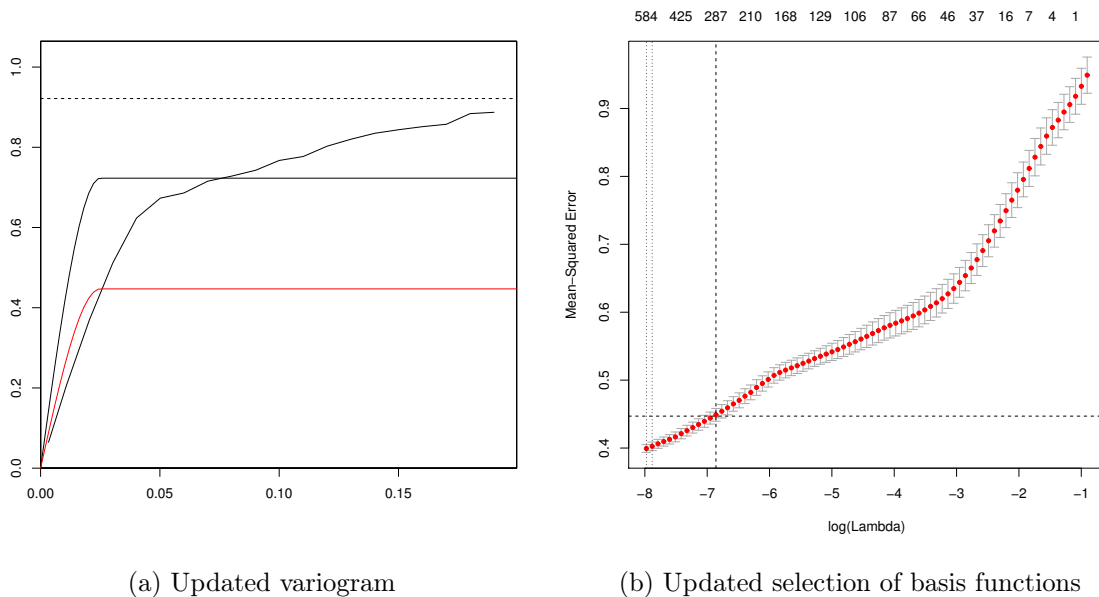 584 425 287 210 168 129 106 87 66 46 37 16 7 4 1
1.0
0.8
0.6
0.4
0.2
0.0
0.00 0.05 0.10 0.15
Mean−Squared Error
0.9
0.8
0.7
0.6
0.5
0.4
−8 −7 −6 −5 −4 −3 −2 −1
log(Lambda)
(a) Updated variogram
(b) Updated selection of basis functions